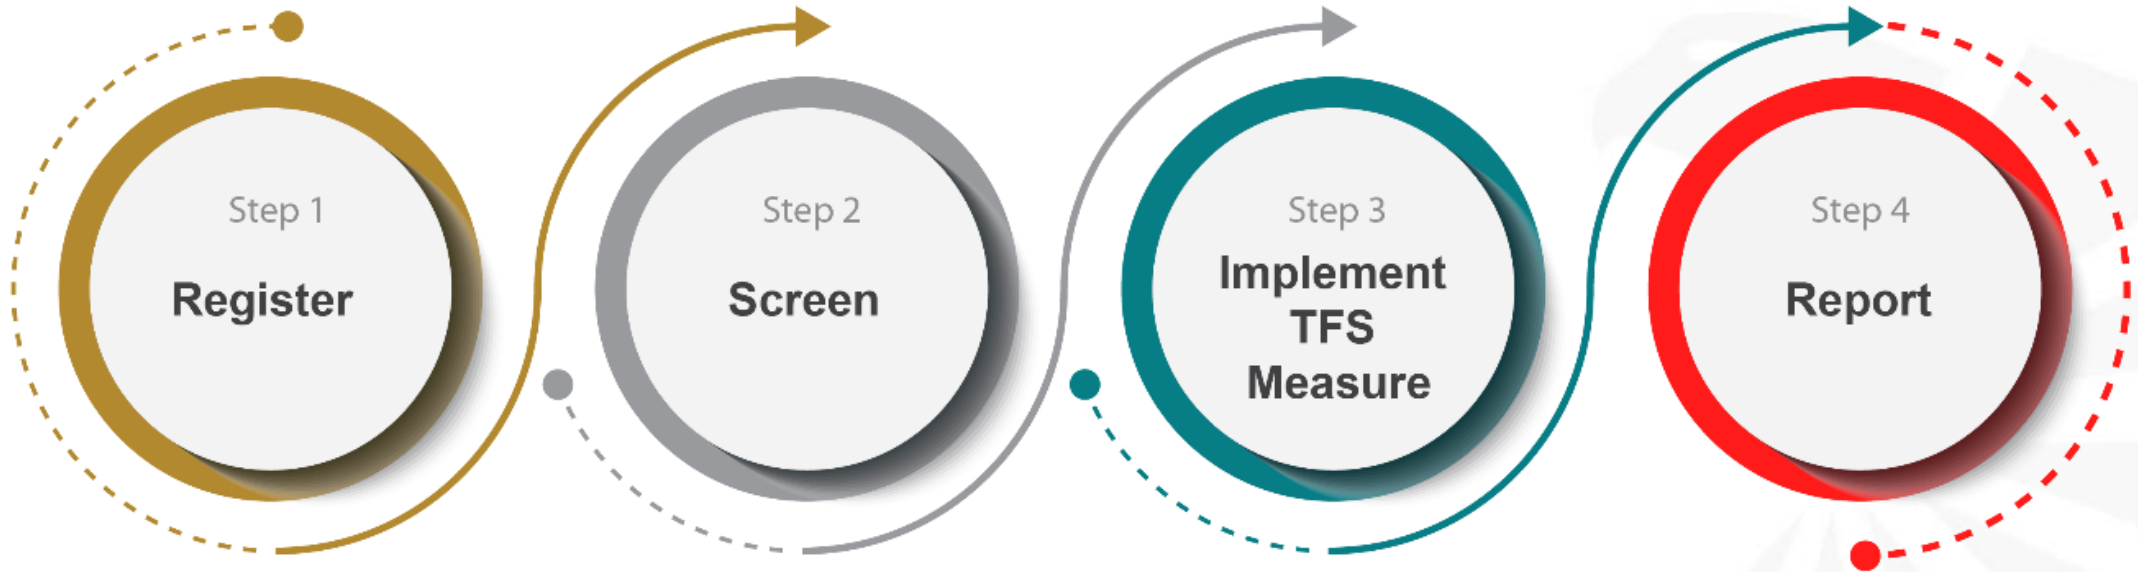 Step 1
Register
Step 2
Screen
Step 3
Implement
TFS
Measure
Step 4
Report